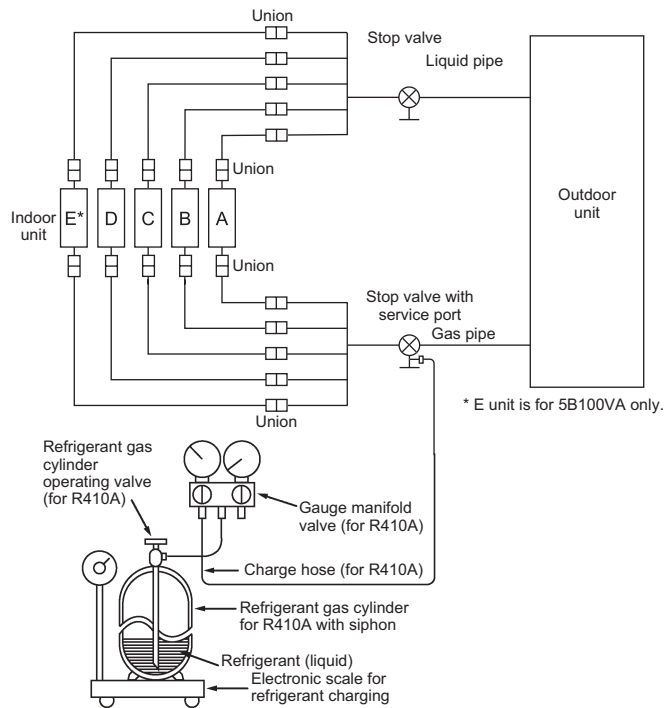 Union
Stop valve
Liquid pipe
Union
Indoor
unit
E*
D
C
B
A
Outdoor
unit
Union
Stop valve with
service port
Gas pipe
Union
* E unit is for 5B100VA only.
Refrigerant gas
cylinder
operating valve
(for R410A)
Gauge manifold
valve (for R410A)
Charge hose (for R410A)
Refrigerant gas cylinder
for R410A with siphon
Refrigerant (liquid)
Electronic scale for
refrigerant charging